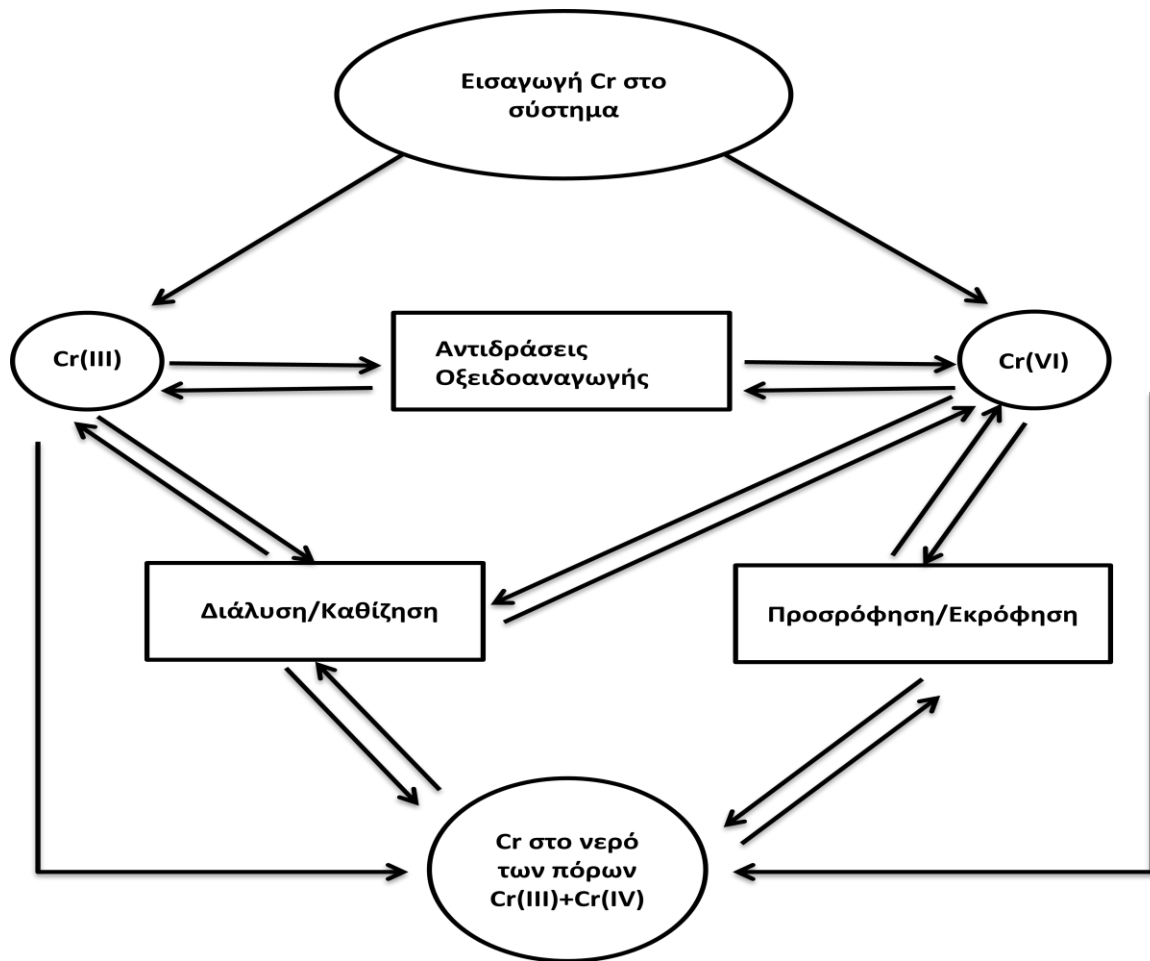 Εισαγωγή Cr στο
σύστημα
Cr(III)
Αντιδράσεις
Οξειδοαναγωγής
Cr(VI)
Διάλυση/Καθίζηση
Προσρόφηση/Εκρόφηση
Cr στο νερό
των πόρων
Cr(III)+Cr(IV)